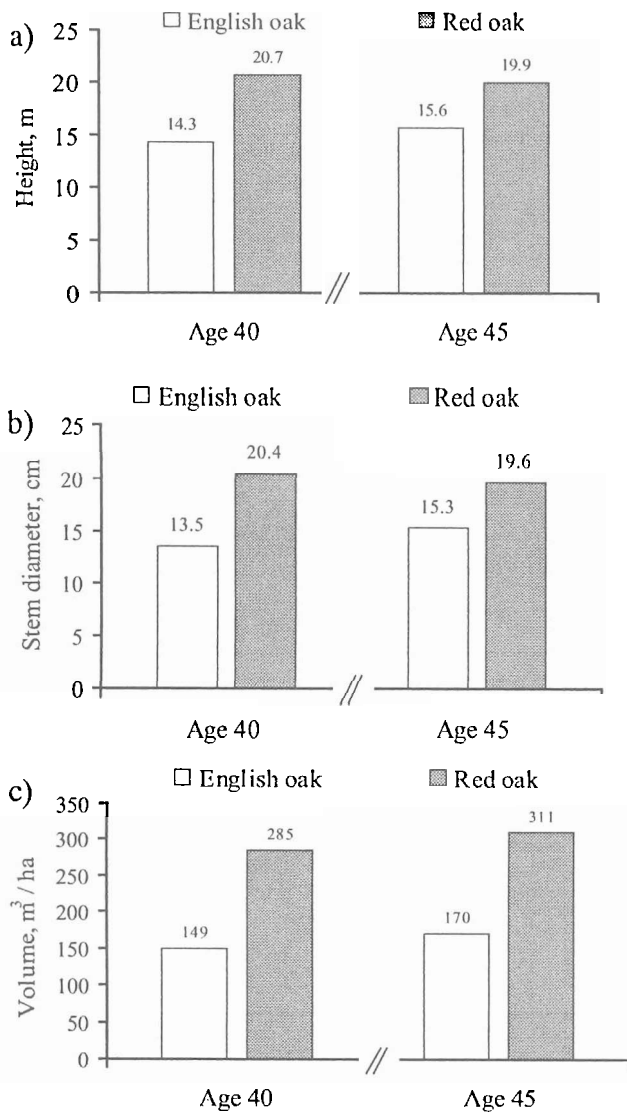 a)
English oak Red oak
Height, m
25
20
15
10
5
0
14.3
20.7
15.6
19.9
Age 40 Age 45
English oak Red oak
b)
Stem diameter, cm
25
20
15
10
5
0
13.5
20.4
15.3
19.6
Age 40 Age 45
English oak Red oak
c)
Volume, m³ / ha
350
300
250
200
150
100
50
0
149
285
170
311
Age 40 Age 45